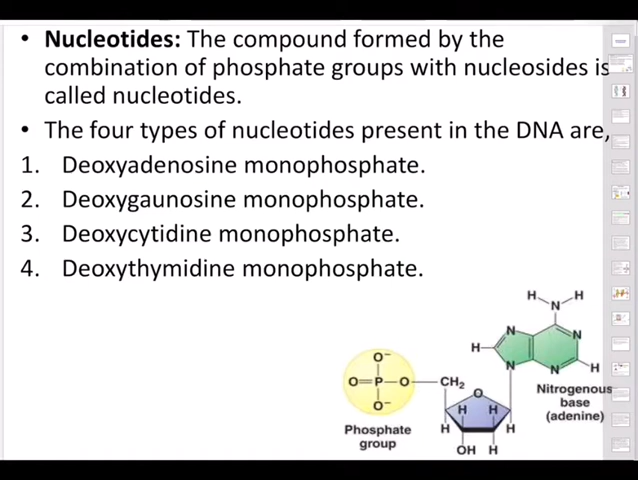 • Nucleotides: The compound formed by the
combination of phosphate groups with nucleosides is
called nucleotides.
• The four types of nucleotides present in the DNA are,
1. Deoxyadenosine monophosphate.
2. Deoxygaunosine monophosphate.
3. Deoxycytidine monophosphate.
4. Deoxythymidine monophosphate.
H H
N
O⁻ N N
H
O=P-O CH₂ N N H
O⁻ O
Nitrogenous
base
(adenine)
H H
H H
OH H
Phosphate
group